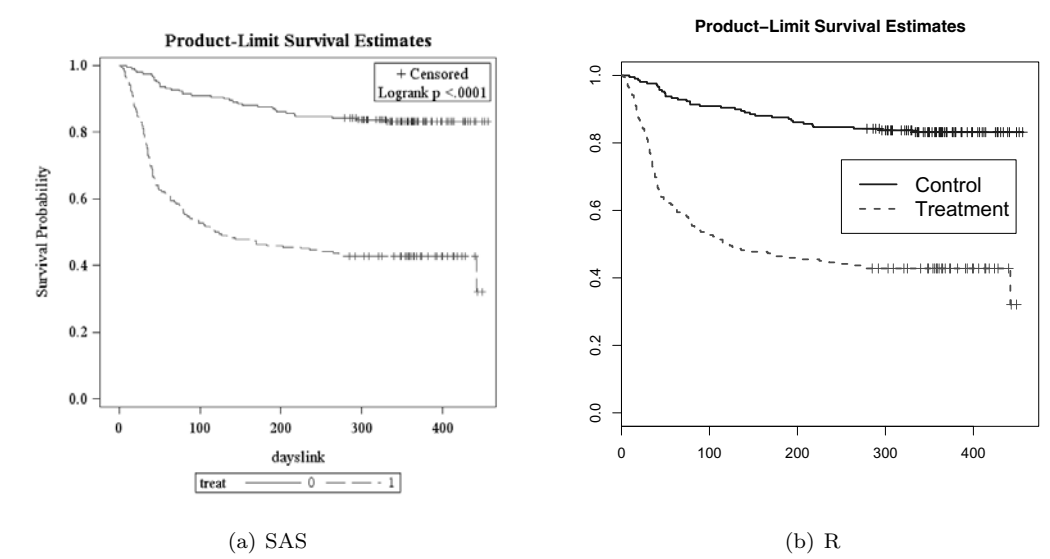 Product-Limit Survival Estimates
+ Censored
Logrank p <.0001
1.0
0.8
0.6
0.4
0.2
0.0
Survival Probability
0 100 200 300 400
dayslink
treat 0 1
(a) SAS
Product−Limit Survival Estimates
1.0
0.8
0.6
0.4
0.2
0.0
Control
Treatment
0 100 200 300 400
(b) R